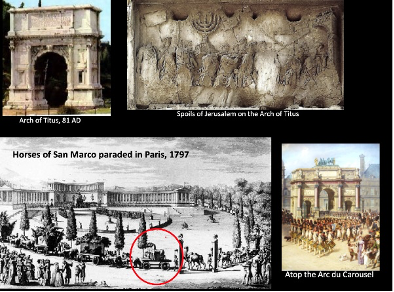 Arch of Titus, 81 AD
Spoils of Jerusalem on the Arch of Titus
Horses of San Marco paraded in Paris, 1797
Atop the Arc du Carousel